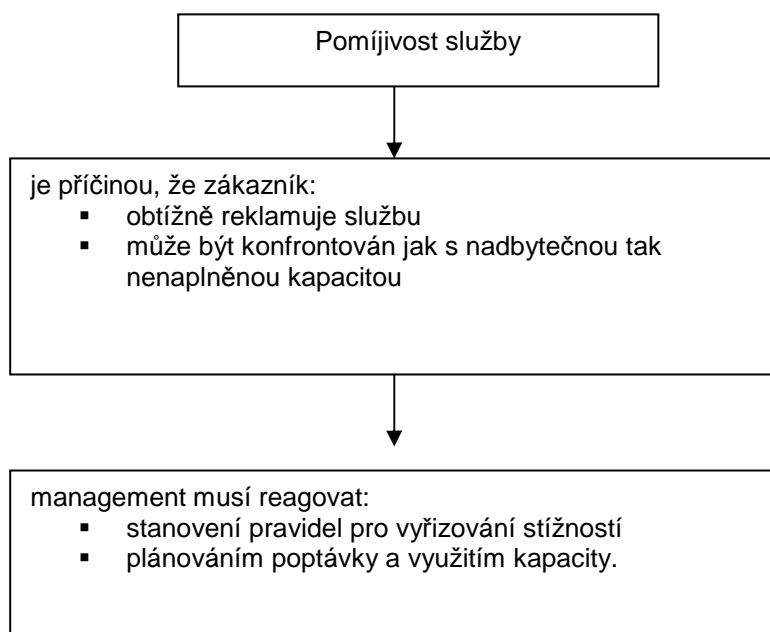 Pomíjivost služby
je příčinou, že zákazník:
▪ obtížně reklamuje službu
▪ může být konfrontován jak s nadbytečnou tak
nenaplněnou kapacitou
management musí reagovat:
▪ stanovení pravidel pro vyřizování stížností
▪ plánováním poptávky a využitím kapacity.